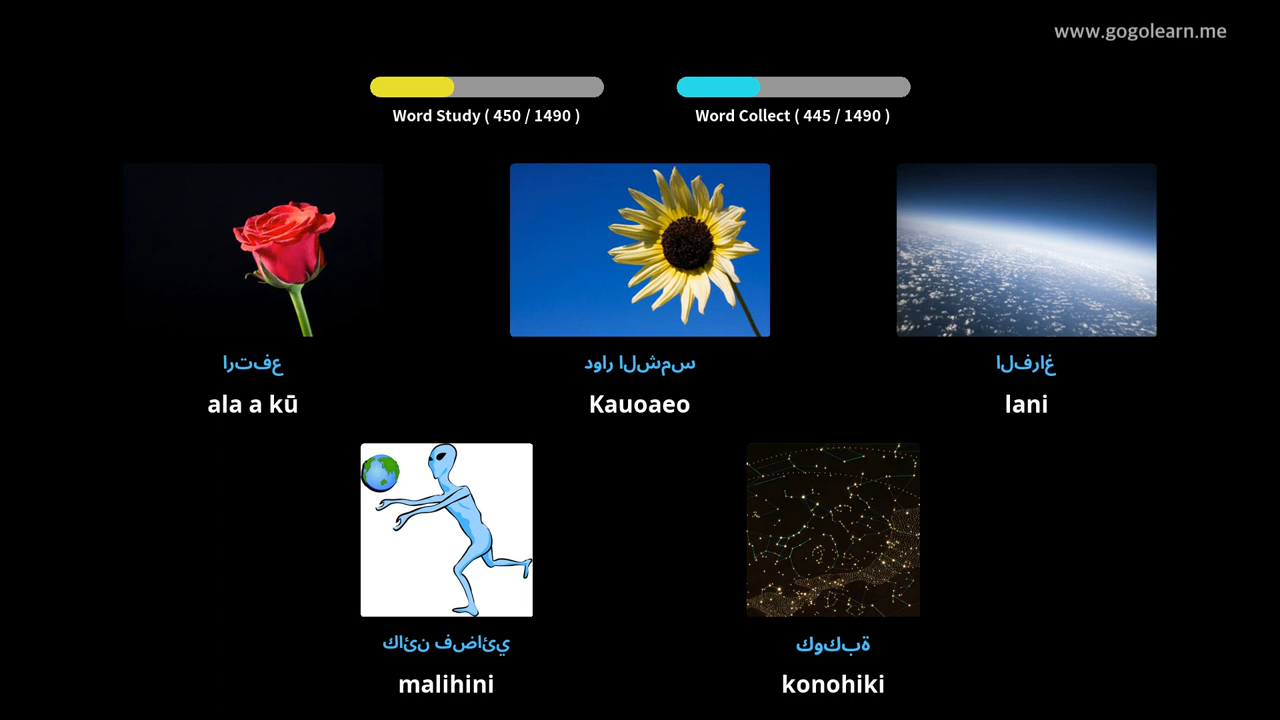 www.gogolearn.me
Word Study ( 450 / 1490 )
Word Collect ( 445 / 1490 )
ارتفع
ala a kū
دوار الشمس
Kauoaeo
الفراغ
lani
كائن فضائي
malihini
كوكبة
konohiki